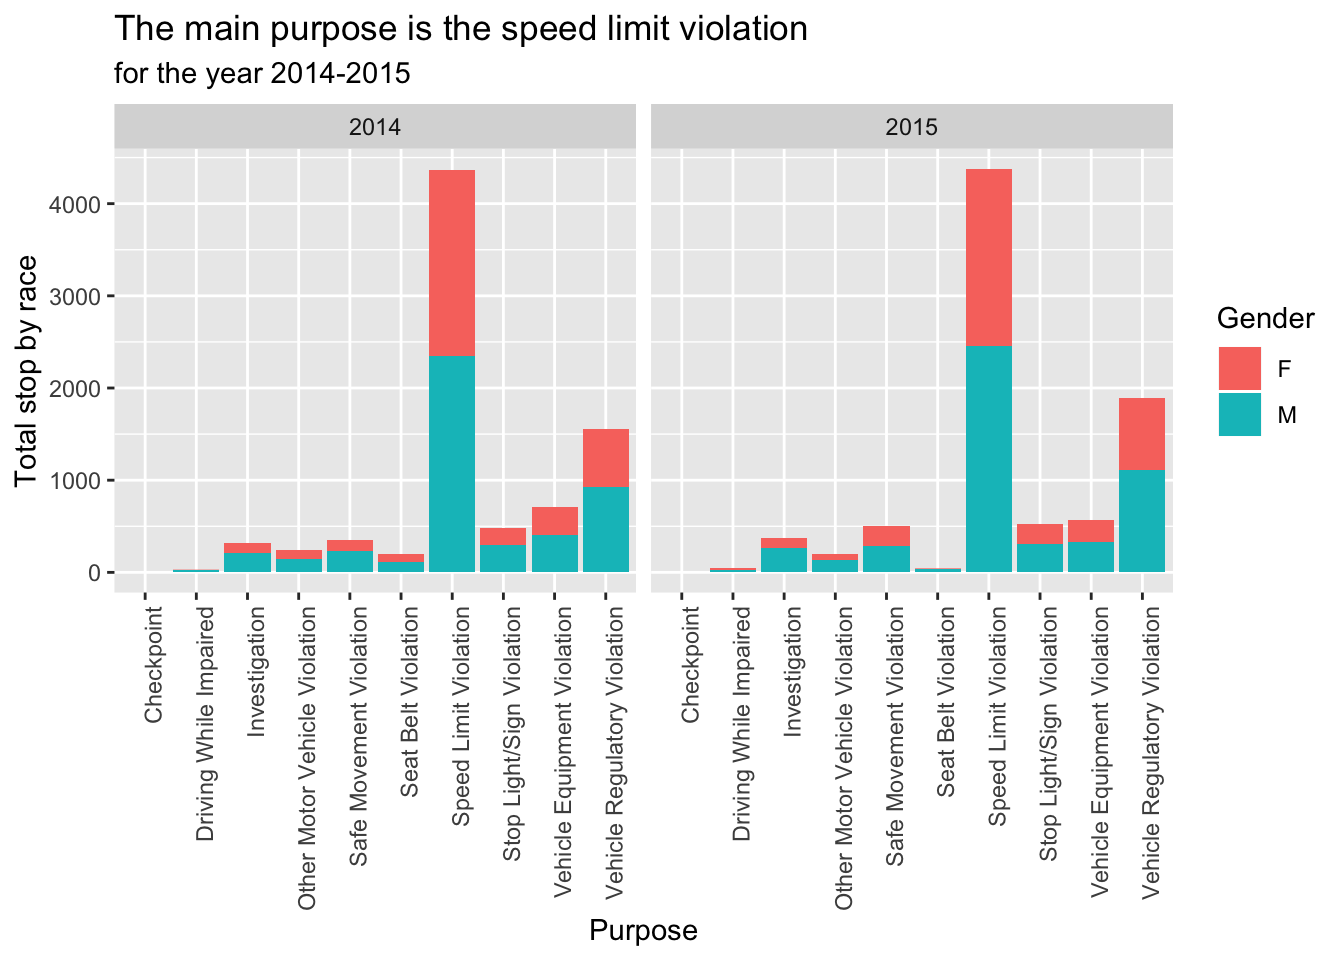 The main purpose is the speed limit violation
for the year 2014-2015
2014
2015
Total stop by race
4000
3000
2000
1000
0
Checkpoint
Driving While Impaired
Investigation
Other Motor Vehicle Violation
Safe Movement Violation
Seat Belt Violation
Speed Limit Violation
Stop Light/Sign Violation
Vehicle Equipment Violation
Vehicle Regulatory Violation
Checkpoint
Driving While Impaired
Investigation
Other Motor Vehicle Violation
Safe Movement Violation
Seat Belt Violation
Speed Limit Violation
Stop Light/Sign Violation
Vehicle Equipment Violation
Vehicle Regulatory Violation
Purpose
Gender
F
M